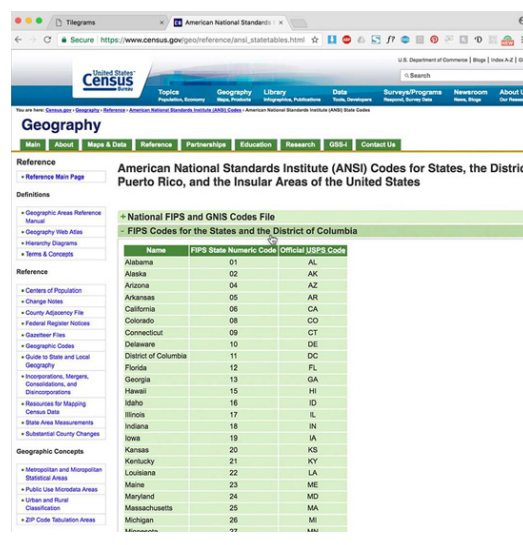 Tilegrams
American National Standards
Secure
https://www.census.gov/geo/reference/ansi_statetables.html
U.S. Department of Commerce | Blogs | Index A-Z |
Search
United States
Census
Bureau
Topics
Population, Economy
Geography
Maps, Products
Library
Infographics, Publications
Data
Tools, Developers
Surveys/Programs
Respond, Survey Data
Newsroom
News, Blogs
About
Our
You are here: Census.gov › Geography › Reference › American National Standards Institute (ANSI) Codes › American National Standards Institute (ANSI) State Codes
Geography
Main
About
Maps & Data
Reference
Partnerships
Education
Research
GSS-I
Contact Us
Reference
Reference Main Page
Definitions
Geographic Areas Reference
Manual
Geography Web Atlas
Hierarchy Diagrams
Terms & Concepts
Reference
Centers of Population
Change Notes
County Adjacency File
Federal Register Notices
Gazetteer Files
Geographic Codes
Guide to State and Local
Geography
Incorporations, Mergers,
Consolidations, and
Disincorporations
Resources for Mapping
Census Data
State Area Measurements
Substantial County Changes
Geographic Concepts
Metropolitan and Micropolitan
Statistical Areas
Public Use Microdata Areas
Urban and Rural
Classification
ZIP Code Tabulation Areas
American National Standards Institute (ANSI) Codes for States, the Distric
Puerto Rico, and the Insular Areas of the United States
+ National FIPS and GNIS Codes File
- FIPS Codes for the States and the District of Columbia
Name FIPS State Numeric Code Official USPS Code
Alabama 01 AL
Alaska 02 AK
Arizona 04 AZ
Arkansas 05 AR
California 06 CA
Colorado 08 CO
Connecticut 09 CT
Delaware 10 DE
District of Columbia 11 DC
Florida 12 FL
Georgia 13 GA
Hawaii 15 HI
Idaho 16 ID
Illinois 17 IL
Indiana 18 IN
Iowa 19 IA
Kansas 20 KS
Kentucky 21 KY
Louisiana 22 LA
Maine 23 ME
Maryland 24 MD
Massachusetts 25 MA
Michigan 26 MI
Minnesota 27 MN